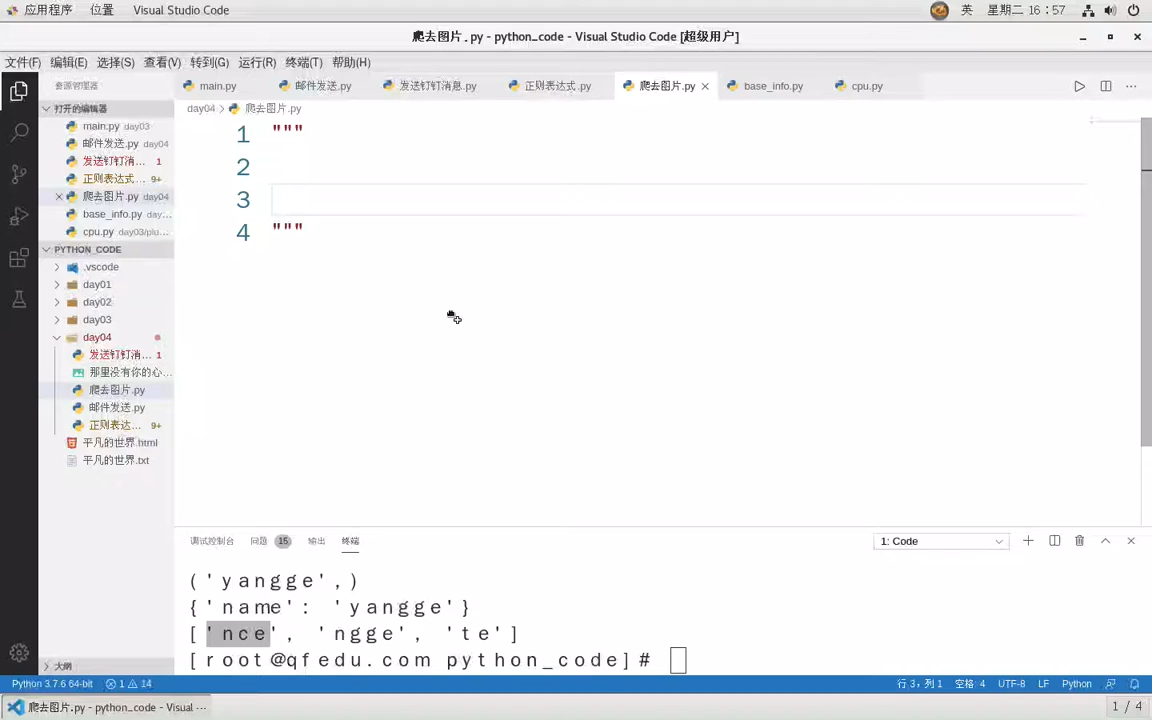 应用程序 位置 Visual Studio Code 英 星期二 16:57
爬去图片.py - python_code - Visual Studio Code [超级用户]
文件(F) 编辑(E) 选择(S) 查看(V) 转到(G) 运行(R) 终端(T) 帮助(H)
资源管理器
main.py 邮件发送.py 发送钉钉消息.py 正则表达式.py 爬去图片.py base_info.py cpu.py
打开的编辑器
day04 > 爬去图片.py
main.py day03
邮件发送.py day04
发送钉钉消... 1
正则表达式... 9+
爬去图片.py day04
base_info.py day...
cpu.py day03/plu...
PYTHON_CODE
.vscode
day01
day02
day03
day04
发送钉钉消... 1
那里没有你的心...
爬去图片.py
邮件发送.py
正则表达... 9+
平凡的世界.html
平凡的世界.txt
大纲
1 """
2
3
4 """
调试控制台 问题 15 输出 终端 1: Code
('yangge',)
{'name': 'yangge'}
['nce', 'ngge', 'te']
[root@qfedu.com python_code]#
Python 3.7.6 64-bit 1 14 行 3，列 1 空格: 4 UTF-8 LF Python
爬去图片.py - python_code - Visual ··· 1 / 4